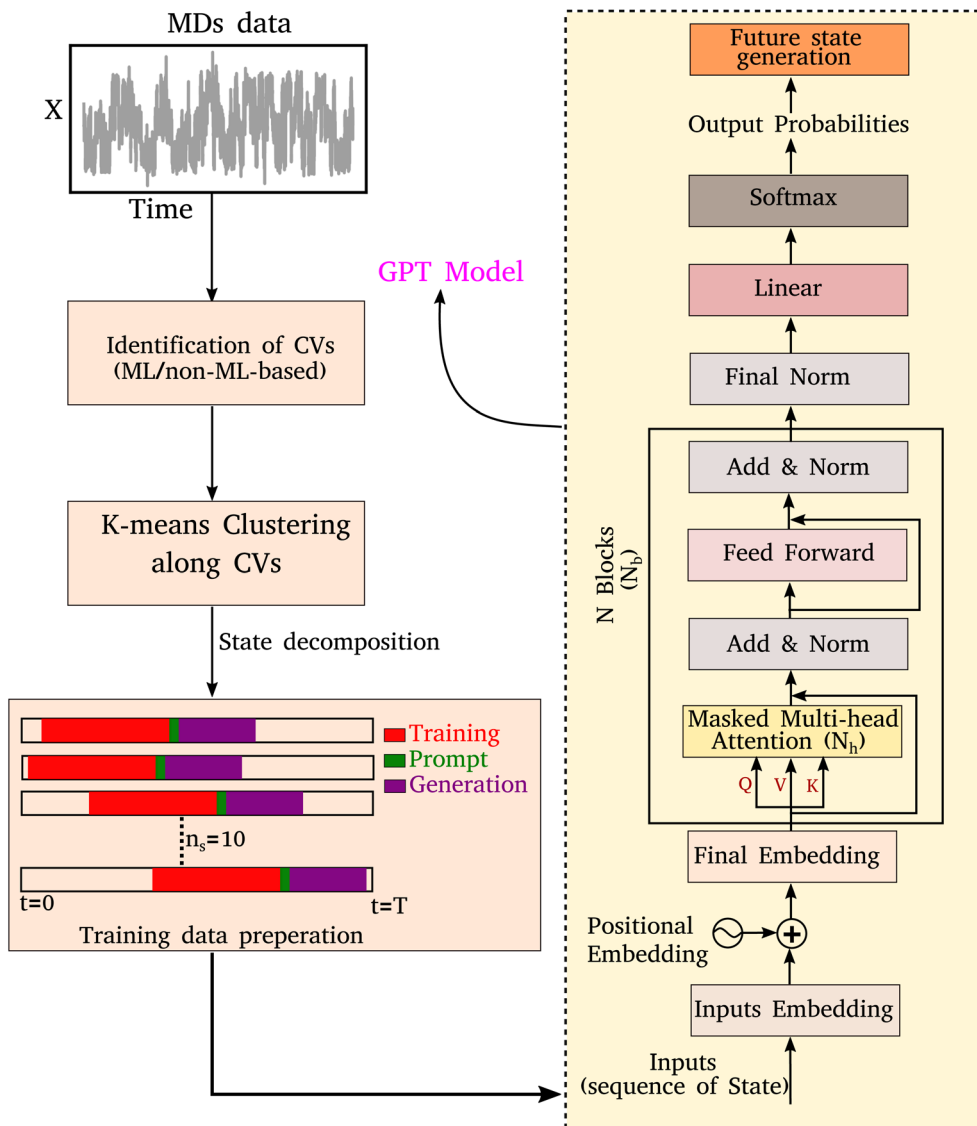 MDs data
X
Time
Identification of CVs
(ML/non-ML-based)
K-means Clustering
along CVs
State decomposition
Training
Prompt
Generation
n_s=10
t=0
t=T
Training data preperation
GPT Model
Future state
generation
Output Probabilities
Softmax
Linear
Final Norm
Add & Norm
Feed Forward
N Blocks
(N_b)
Add & Norm
Masked Multi-head
Attention (N_h)
Q
V
K
Final Embedding
Positional
Embedding
+
Inputs Embedding
Inputs
(sequence of State)